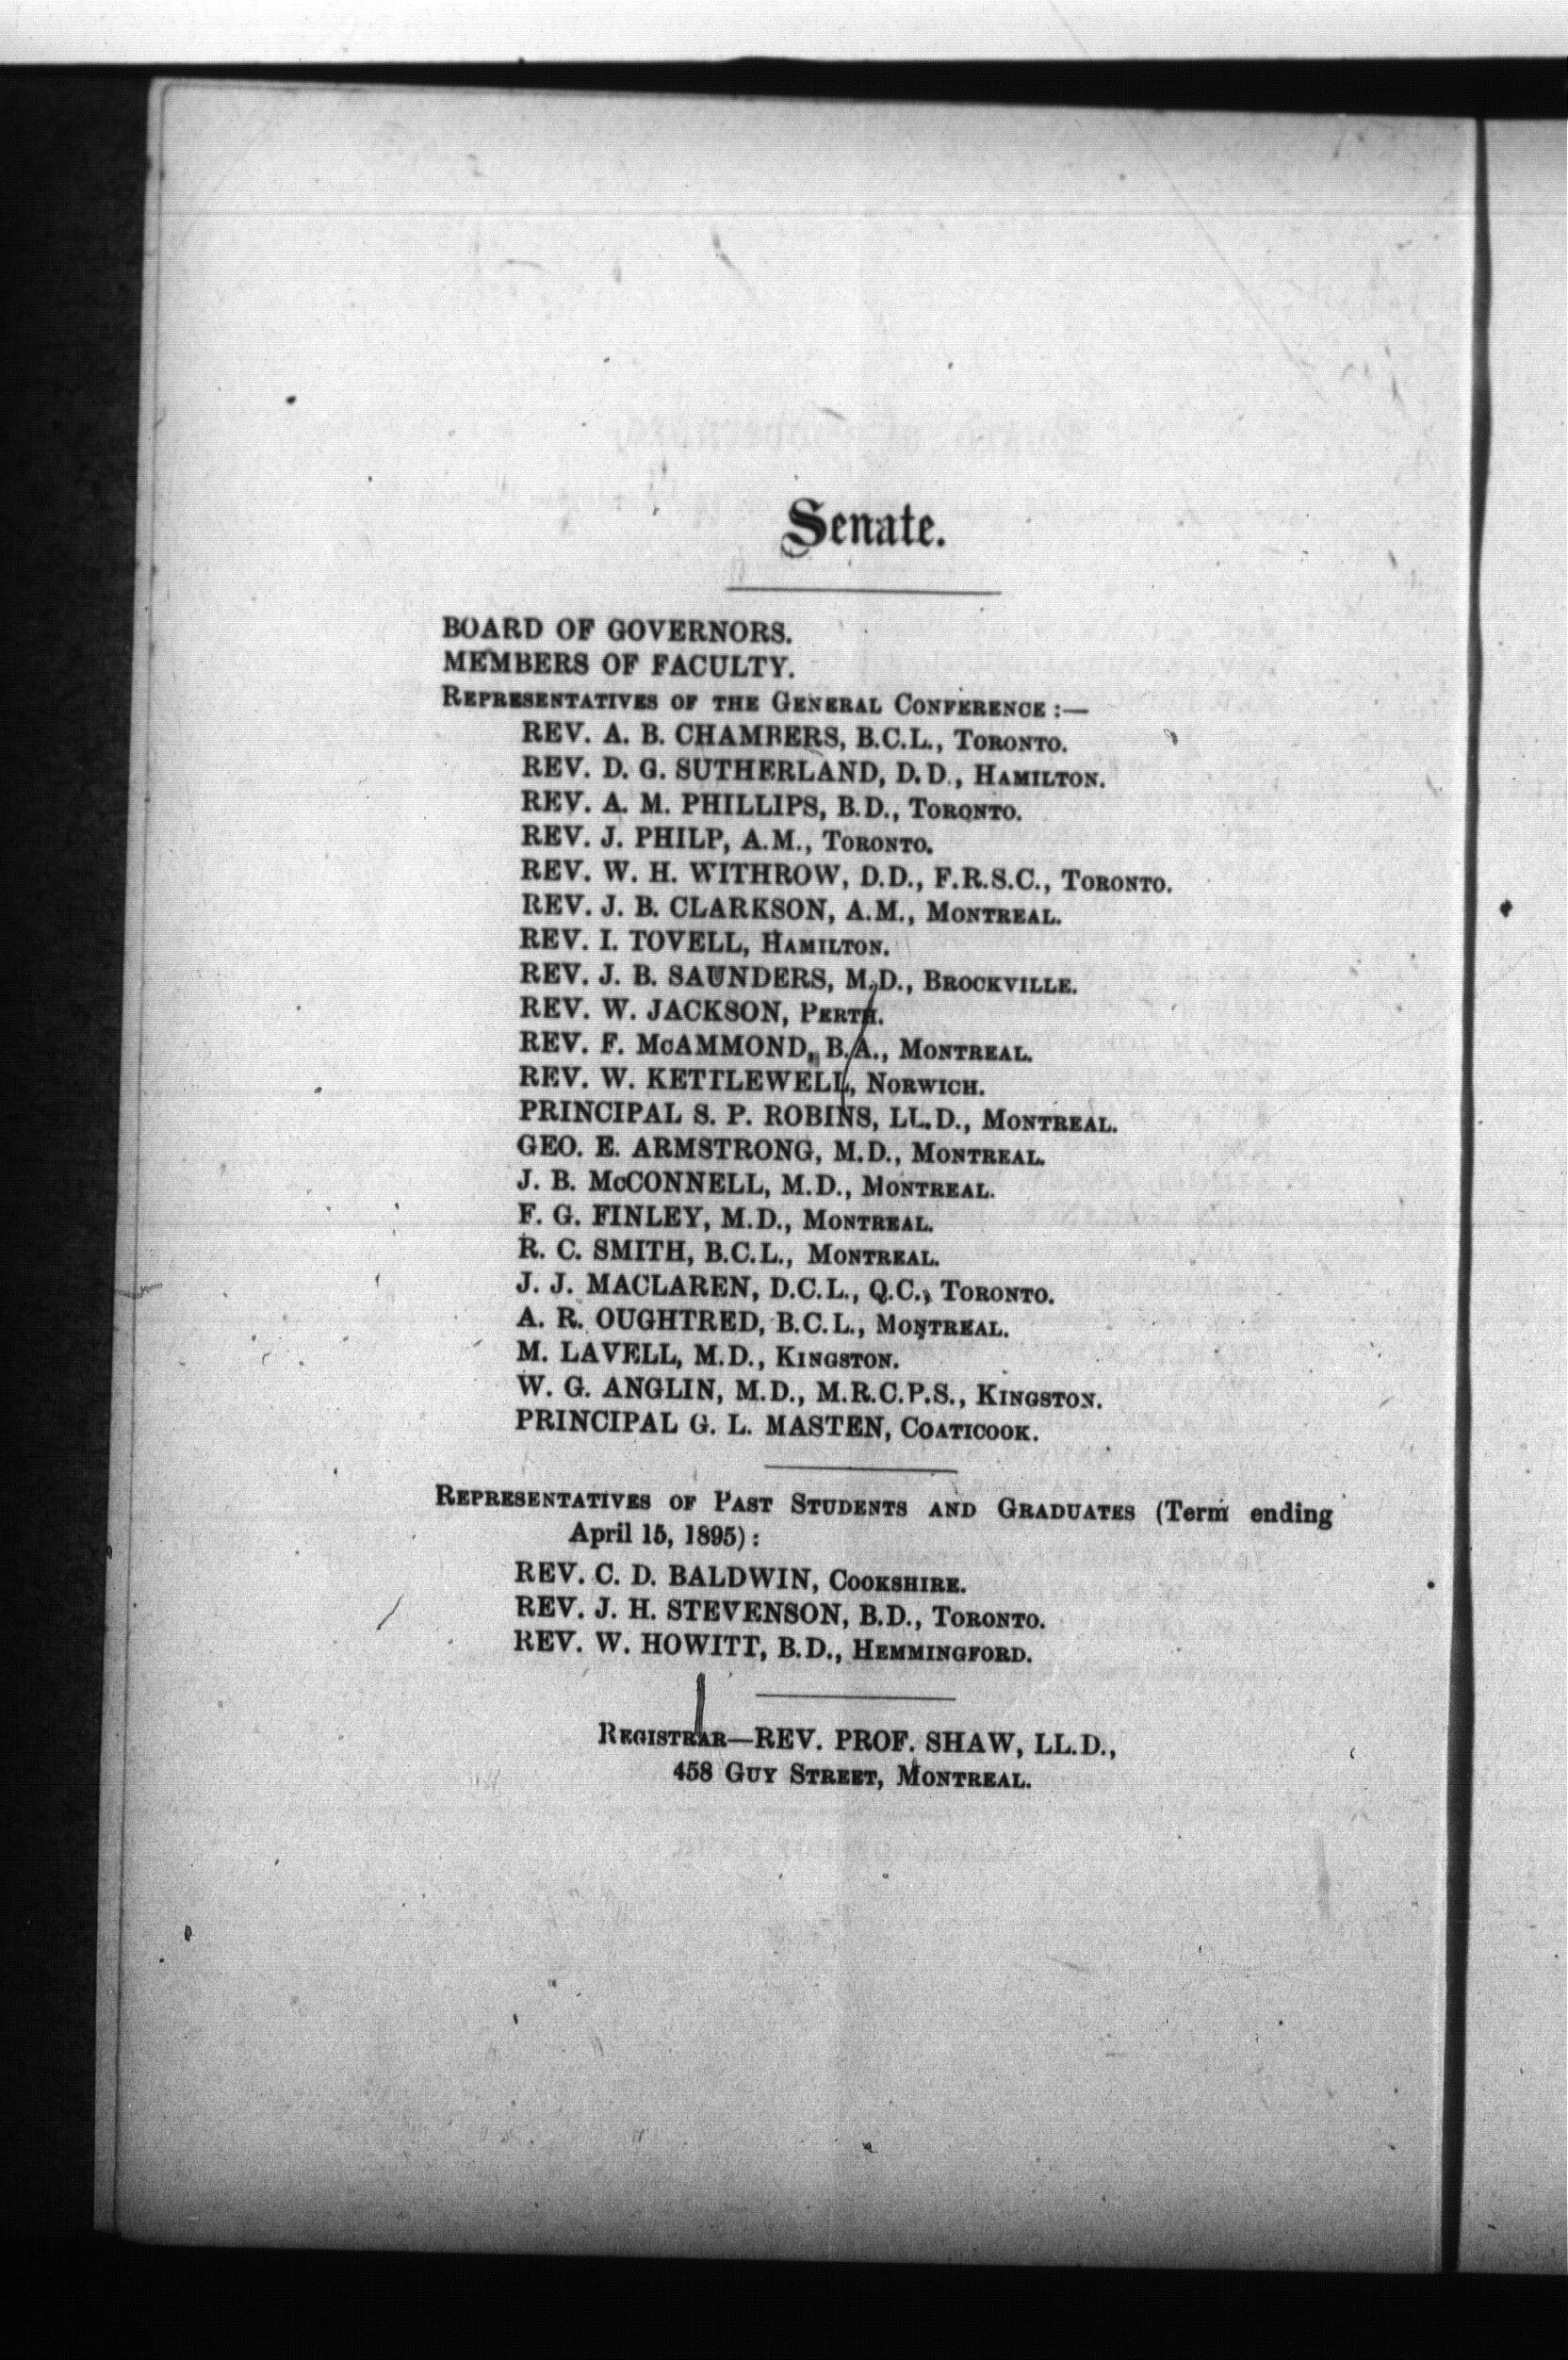 Senate.
BOARD OF GOVERNORS.
MEMBERS OF FACULTY.
REPRESENTATIVES OF THE GENERAL CONFERENCE :—
REV. A. B. CHAMBERS, B.C.L., TORONTO.
REV. D. G. SUTHERLAND, D.D., HAMILTON.
REV. A. M. PHILLIPS, B.D., TORONTO.
REV. J. PHILP, A.M., TORONTO.
REV. W. H. WITHROW, D.D., F.R.S.C., TORONTO.
REV. J. B. CLARKSON, A.M., MONTREAL.
REV. I. TOVELL, HAMILTON.
REV. J. B. SAUNDERS, M.D., BROCKVILLE.
REV. W. JACKSON, PERTH.
REV. F. McAMMOND, B.A., MONTREAL.
REV. W. KETTLEWELL, NORWICH.
PRINCIPAL S. P. ROBINS, LL.D., MONTREAL.
GEO. E. ARMSTRONG, M.D., MONTREAL.
J. B. McCONNELL, M.D., MONTREAL.
F. G. FINLEY, M.D., MONTREAL.
R. C. SMITH, B.C.L., MONTREAL.
J. J. MACLAREN, D.C.L., Q.C., TORONTO.
A. R. OUGHTRED, B.C.L., MONTREAL.
M. LAVELL, M.D., KINGSTON.
W. G. ANGLIN, M.D., M.R.C.P.S., KINGSTON.
PRINCIPAL G. L. MASTEN, COATICOOK.
REPRESENTATIVES OF PAST STUDENTS AND GRADUATES (Term ending
April 15, 1895):
REV. C. D. BALDWIN, COOKSHIRE.
REV. J. H. STEVENSON, B.D., TORONTO.
REV. W. HOWITT, B.D., HEMMINGFORD.
REGISTRAR—REV. PROF. SHAW, LL.D.,
458 GUY STREET, MONTREAL.